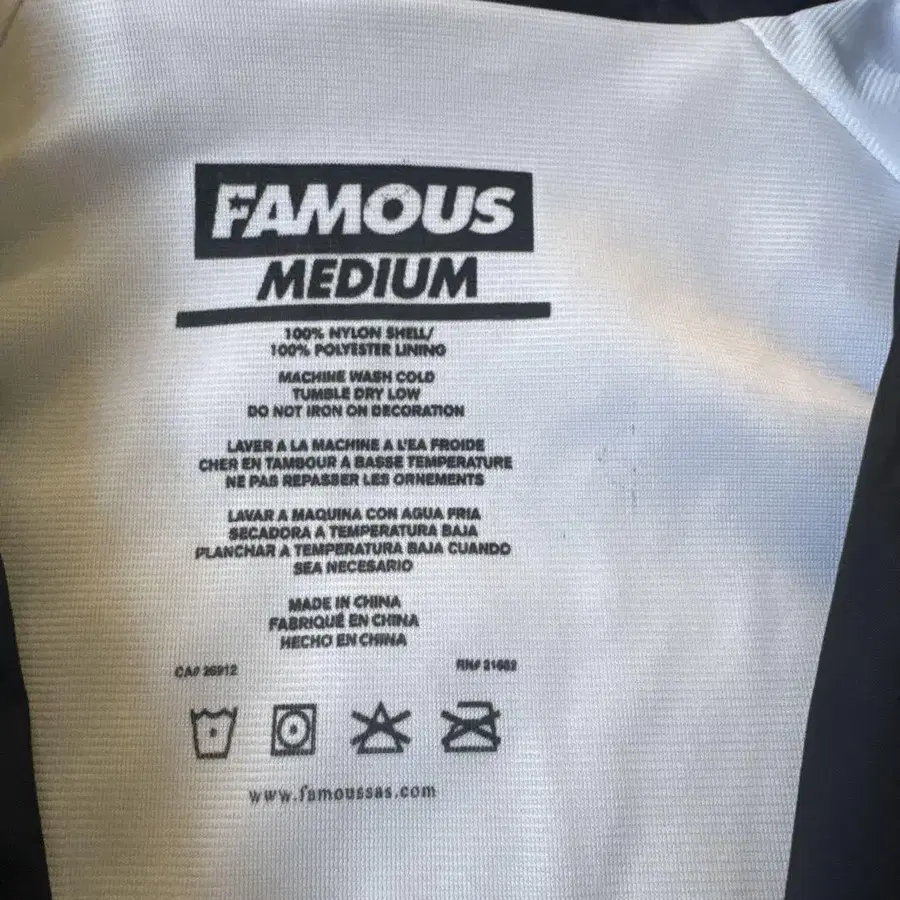 FAMOUS
MEDIUM
100% NYLON SHELL/
100% POLYESTER LINING
MACHINE WASH COLD
TUMBLE DRY LOW
DO NOT IRON ON DECORATION
LAVER A LA MACHINE A L'EA FROIDE
CHER EN TAMBOUR A BASSE TEMPERATURE
NE PAS REPASSER LES ORNEMENTS
LAVAR A MAQUINA CON AGUA FRIA
SECADORA A TEMPERATURA BAJA
PLANCHAR A TEMPERATURA BAJA CUANDO
SEA NECESARIO
MADE IN CHINA
FABRIQUÉ EN CHINA
HECHO EN CHINA
CA# 26912 RN# 21682
www.famoussas.com